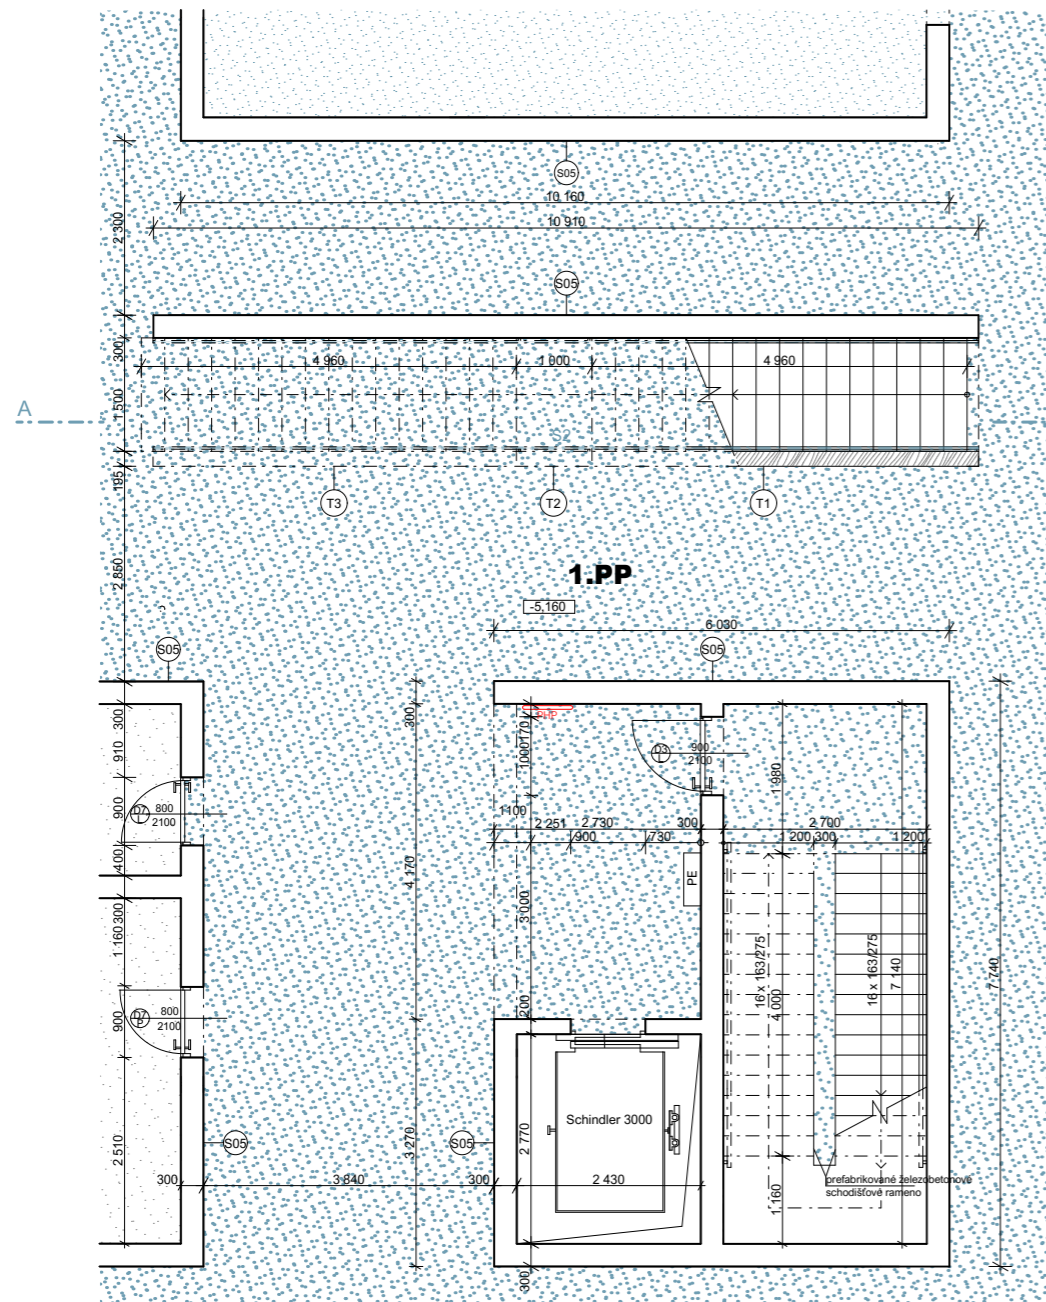 S05
10 160
10 910
2 300
S05
300
4 960
1 000
4 960
A
1 500
S2
195
T3
T2
T1
2 850
1.PP
-5,160
6 030
S05
S05
300
300
PHP
170
910
1000
D3
L
900
2100
1 980
900
D7
L
800
2100
1100
2 251
2 730
300
2 700
900
730
1 200
300
1 200
400
4 170
PE
300
3 000
1 160
16 x 163/275
16 x 163/275
4 000
7 140
7 740
200
900
D7
P
800
2100
Schindler 3000
S05
S05
2 510
3 270
2 770
300
3 840
300
2 430
prefabrikované železobetonové
schodišťové rameno
1 160
300